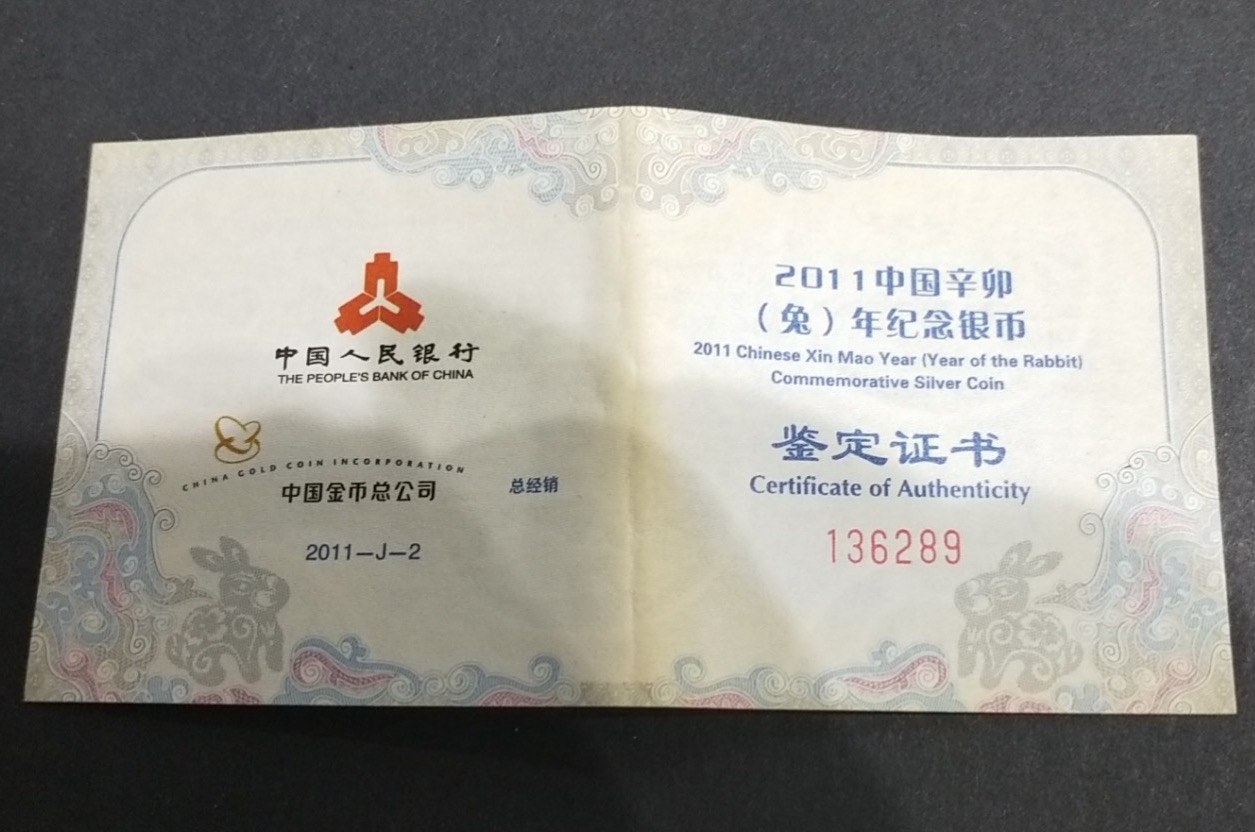 中国人民银行
THE PEOPLE'S BANK OF CHINA
CHINA GOLD COIN INCORPORATION
中国金币总公司 总经销
2011—J—2
2011中国辛卯
（兔）年纪念银币
2011 Chinese Xin Mao Year (Year of the Rabbit)
Commemorative Silver Coin
鉴定证书
Certificate of Authenticity
136289